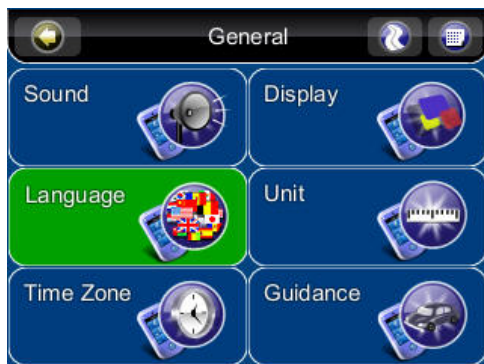 General
Sound
Display
Language
Unit
Time Zone
Guidance